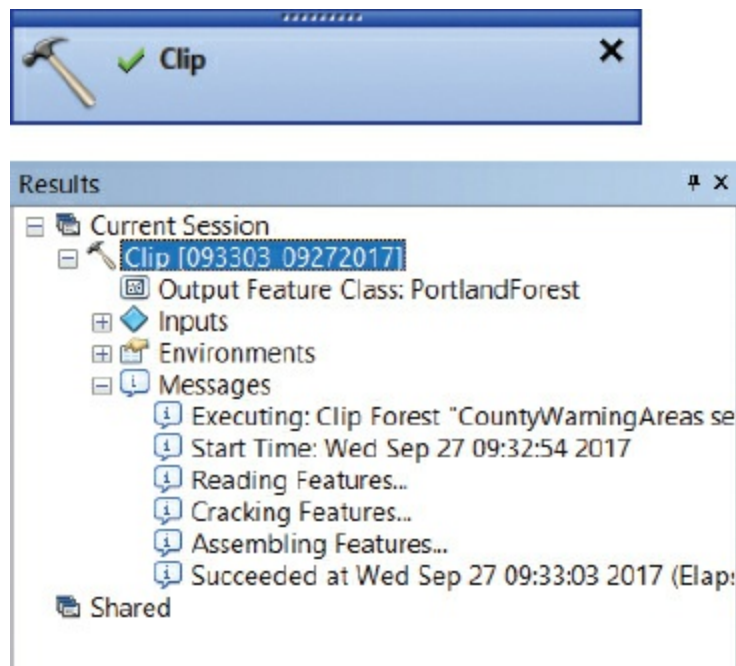 Clip
Results
Current Session
Clip [093303_09272017]
Output Feature Class: PortlandForest
Inputs
Environments
Messages
Executing: Clip Forest "CountyWarningAreas se
Start Time: Wed Sep 27 09:32:54 2017
Reading Features...
Cracking Features...
Assembling Features...
Succeeded at Wed Sep 27 09:33:03 2017 (Elap
Shared